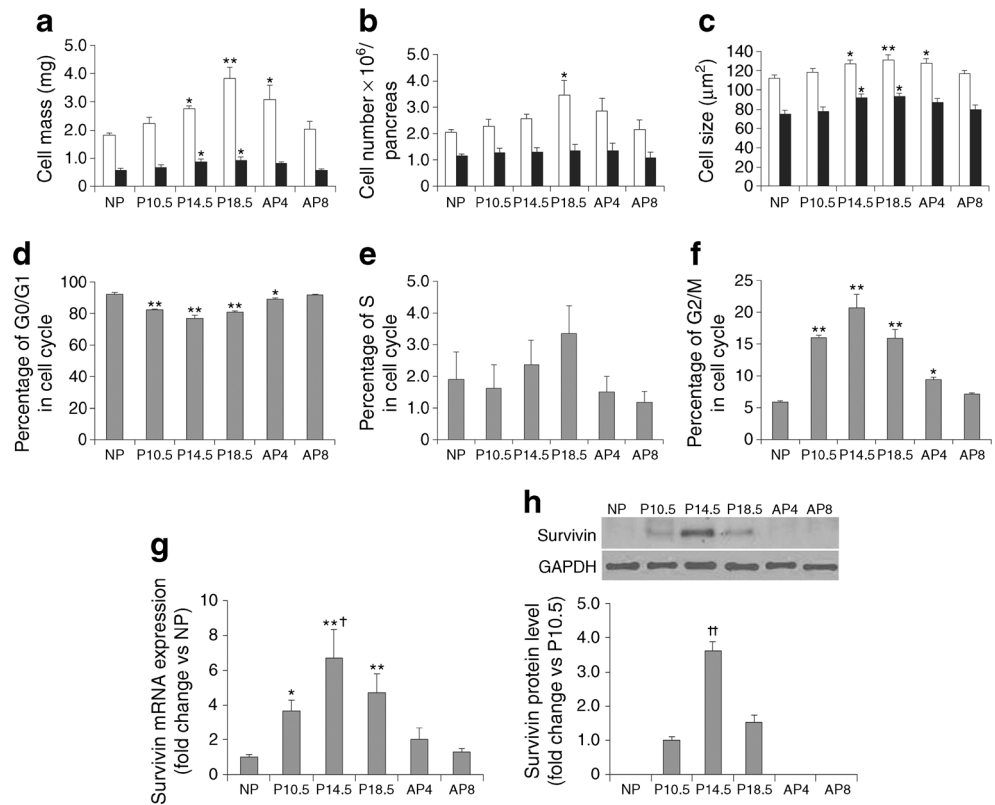 a
Cell mass (mg)
5.0
4.0
3.0
2.0
1.0
0
*
**
*
*
*
NP P10.5 P14.5 P18.5 AP4 AP8
b
Cell number × 10⁶/
pancreas
5.0
4.0
3.0
2.0
1.0
0
*
NP P10.5 P14.5 P18.5 AP4 AP8
c
Cell size (μm²)
140
120
100
80
60
40
20
0
*
**
*
*
*
NP P10.5 P14.5 P18.5 AP4 AP8
d
Percentage of G0/G1
in cell cycle
100
80
60
40
20
0
**
**
**
*
NP P10.5 P14.5 P18.5 AP4 AP8
e
Percentage of S
in cell cycle
5.0
4.0
3.0
2.0
1.0
0
NP P10.5 P14.5 P18.5 AP4 AP8
f
Percentage of G2/M
in cell cycle
25
20
15
10
5
0
**
**
**
*
NP P10.5 P14.5 P18.5 AP4 AP8
g
Survivin mRNA expression
(fold change vs NP)
10
8
6
4
2
0
*
**†
**
NP P10.5 P14.5 P18.5 AP4 AP8
h
NP P10.5 P14.5 P18.5 AP4 AP8
Survivin
GAPDH
Survivin protein level
(fold change vs P10.5)
5.0
4.0
3.0
2.0
1.0
0.0
††
NP P10.5 P14.5 P18.5 AP4 AP8